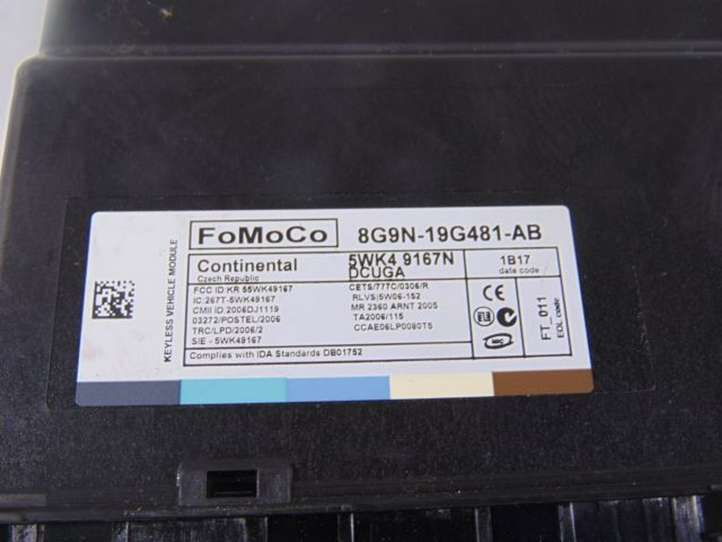 FoMoCo
8G9N-19G481-AB
KEYLESS VEHICLE MODULE
Continental
Czech Republic
5WK4 9167N
DCUGA
1B17
date code
FCC ID:KR 55WK49167
IC:267T-5WK49167
CMII ID 2006DJ1119
03272/POSTEL/2006
TRC/LPD/2006/2
SIE - 5WK49167
CETS/777C/0306/R
RLVS/5W06-152
MR 2360 ARNT 2005
TA2006/115
CCAE06LP0080T5
Complies with IDA Standards DB01752
CE
FT_011
EOL code